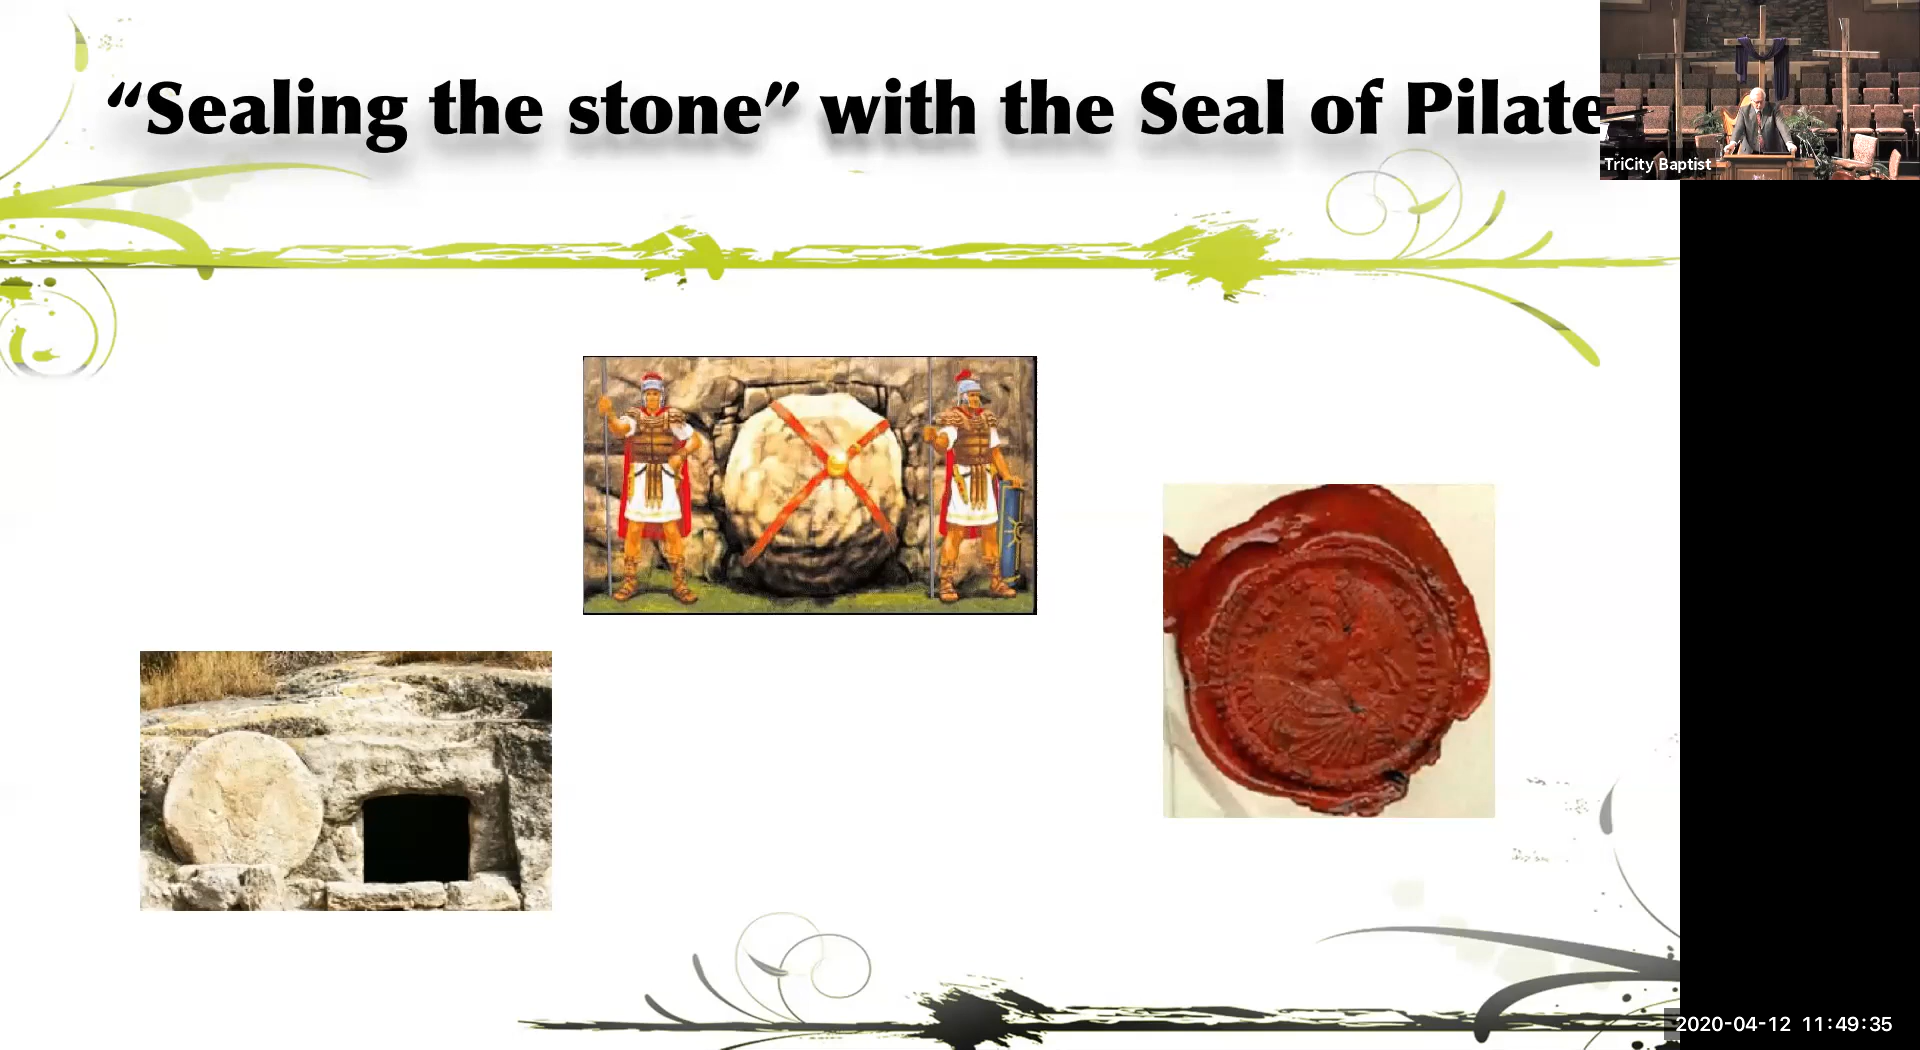 “Sealing the stone” with the Seal of Pilate
TriCity Baptist
2020-04-12 11:49:35